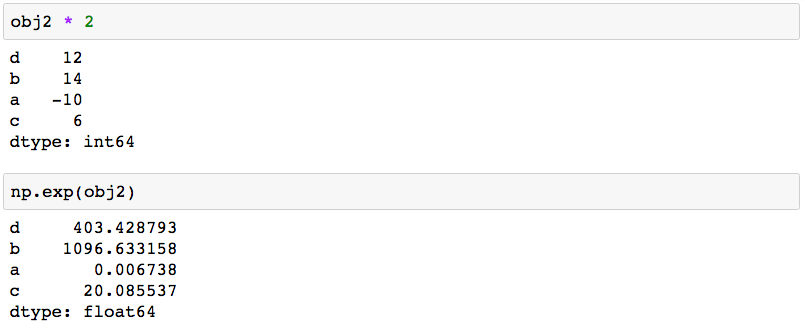 obj2 * 2
d    12
b    14
a   -10
c     6
dtype: int64
np.exp(obj2)
d     403.428793
b    1096.633158
a       0.006738
c      20.085537
dtype: float64